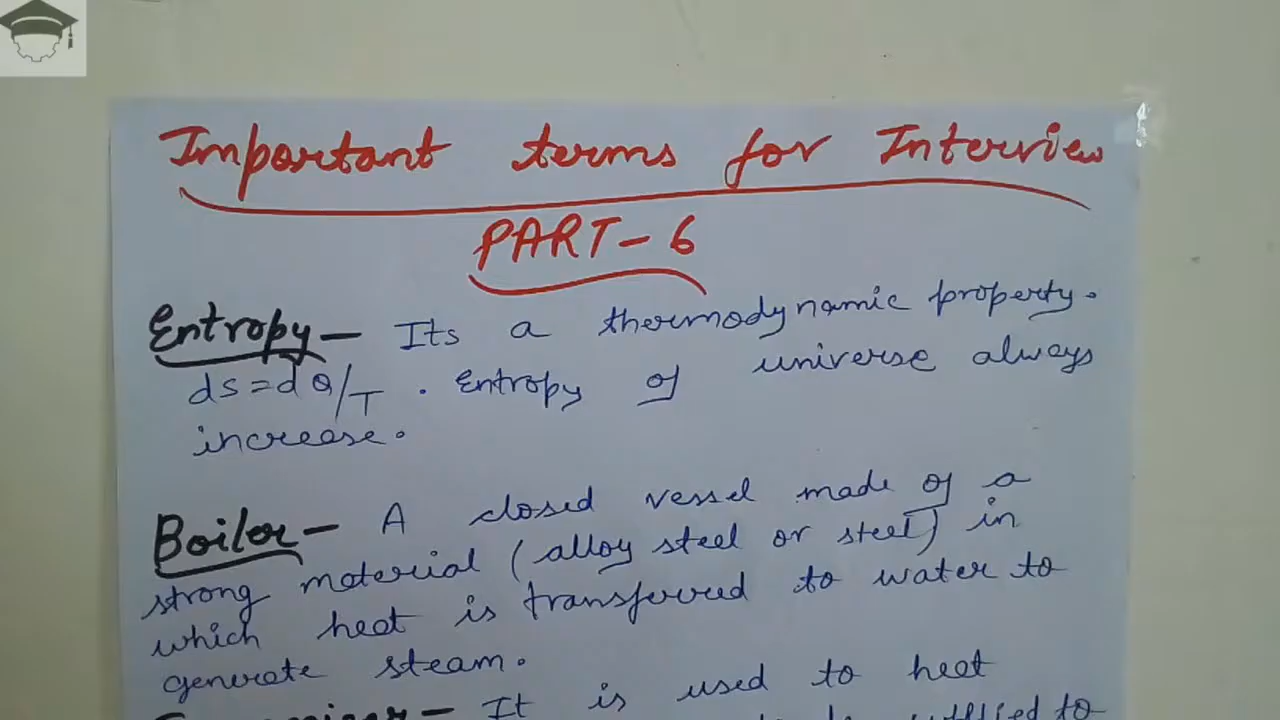 Important terms for Interview
PART-6
Entropy - Its a thermodynamic property.
ds=dQ/T . Entropy of universe always
increase.
Boiler - A closed vessel made of a
strong material (alloy steel or steel) in
which heat is transferred to water to
generate steam.
- It is used to heat
to